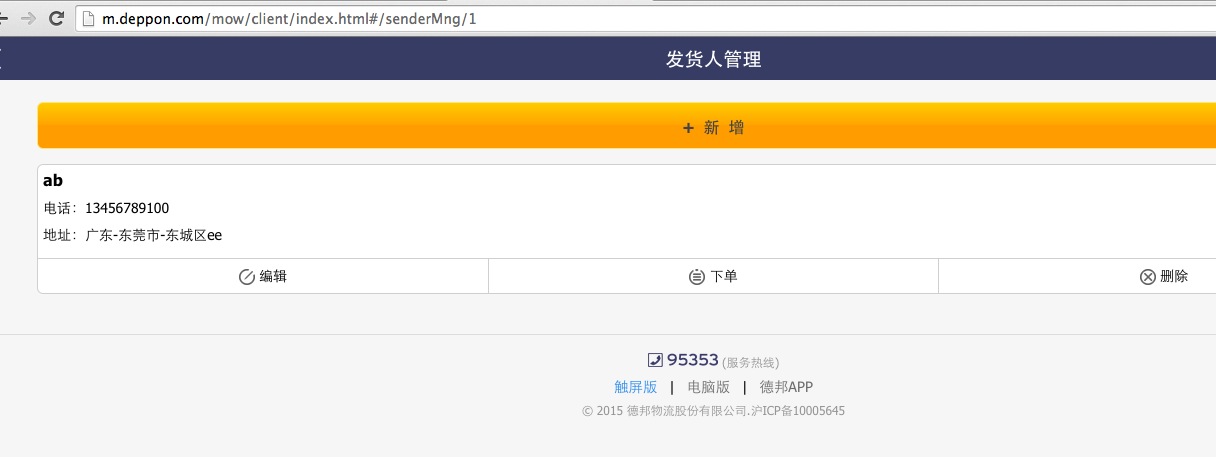 m.deppon.com/mow/client/index.html#/senderMng/1
发货人管理
+ 新 增
ab
电话：13456789100
地址：广东-东莞市-东城区ee
编辑 下单 删除
95353 (服务热线)
触屏版 | 电脑版 | 德邦APP
© 2015 德邦物流股份有限公司.沪ICP备10005645